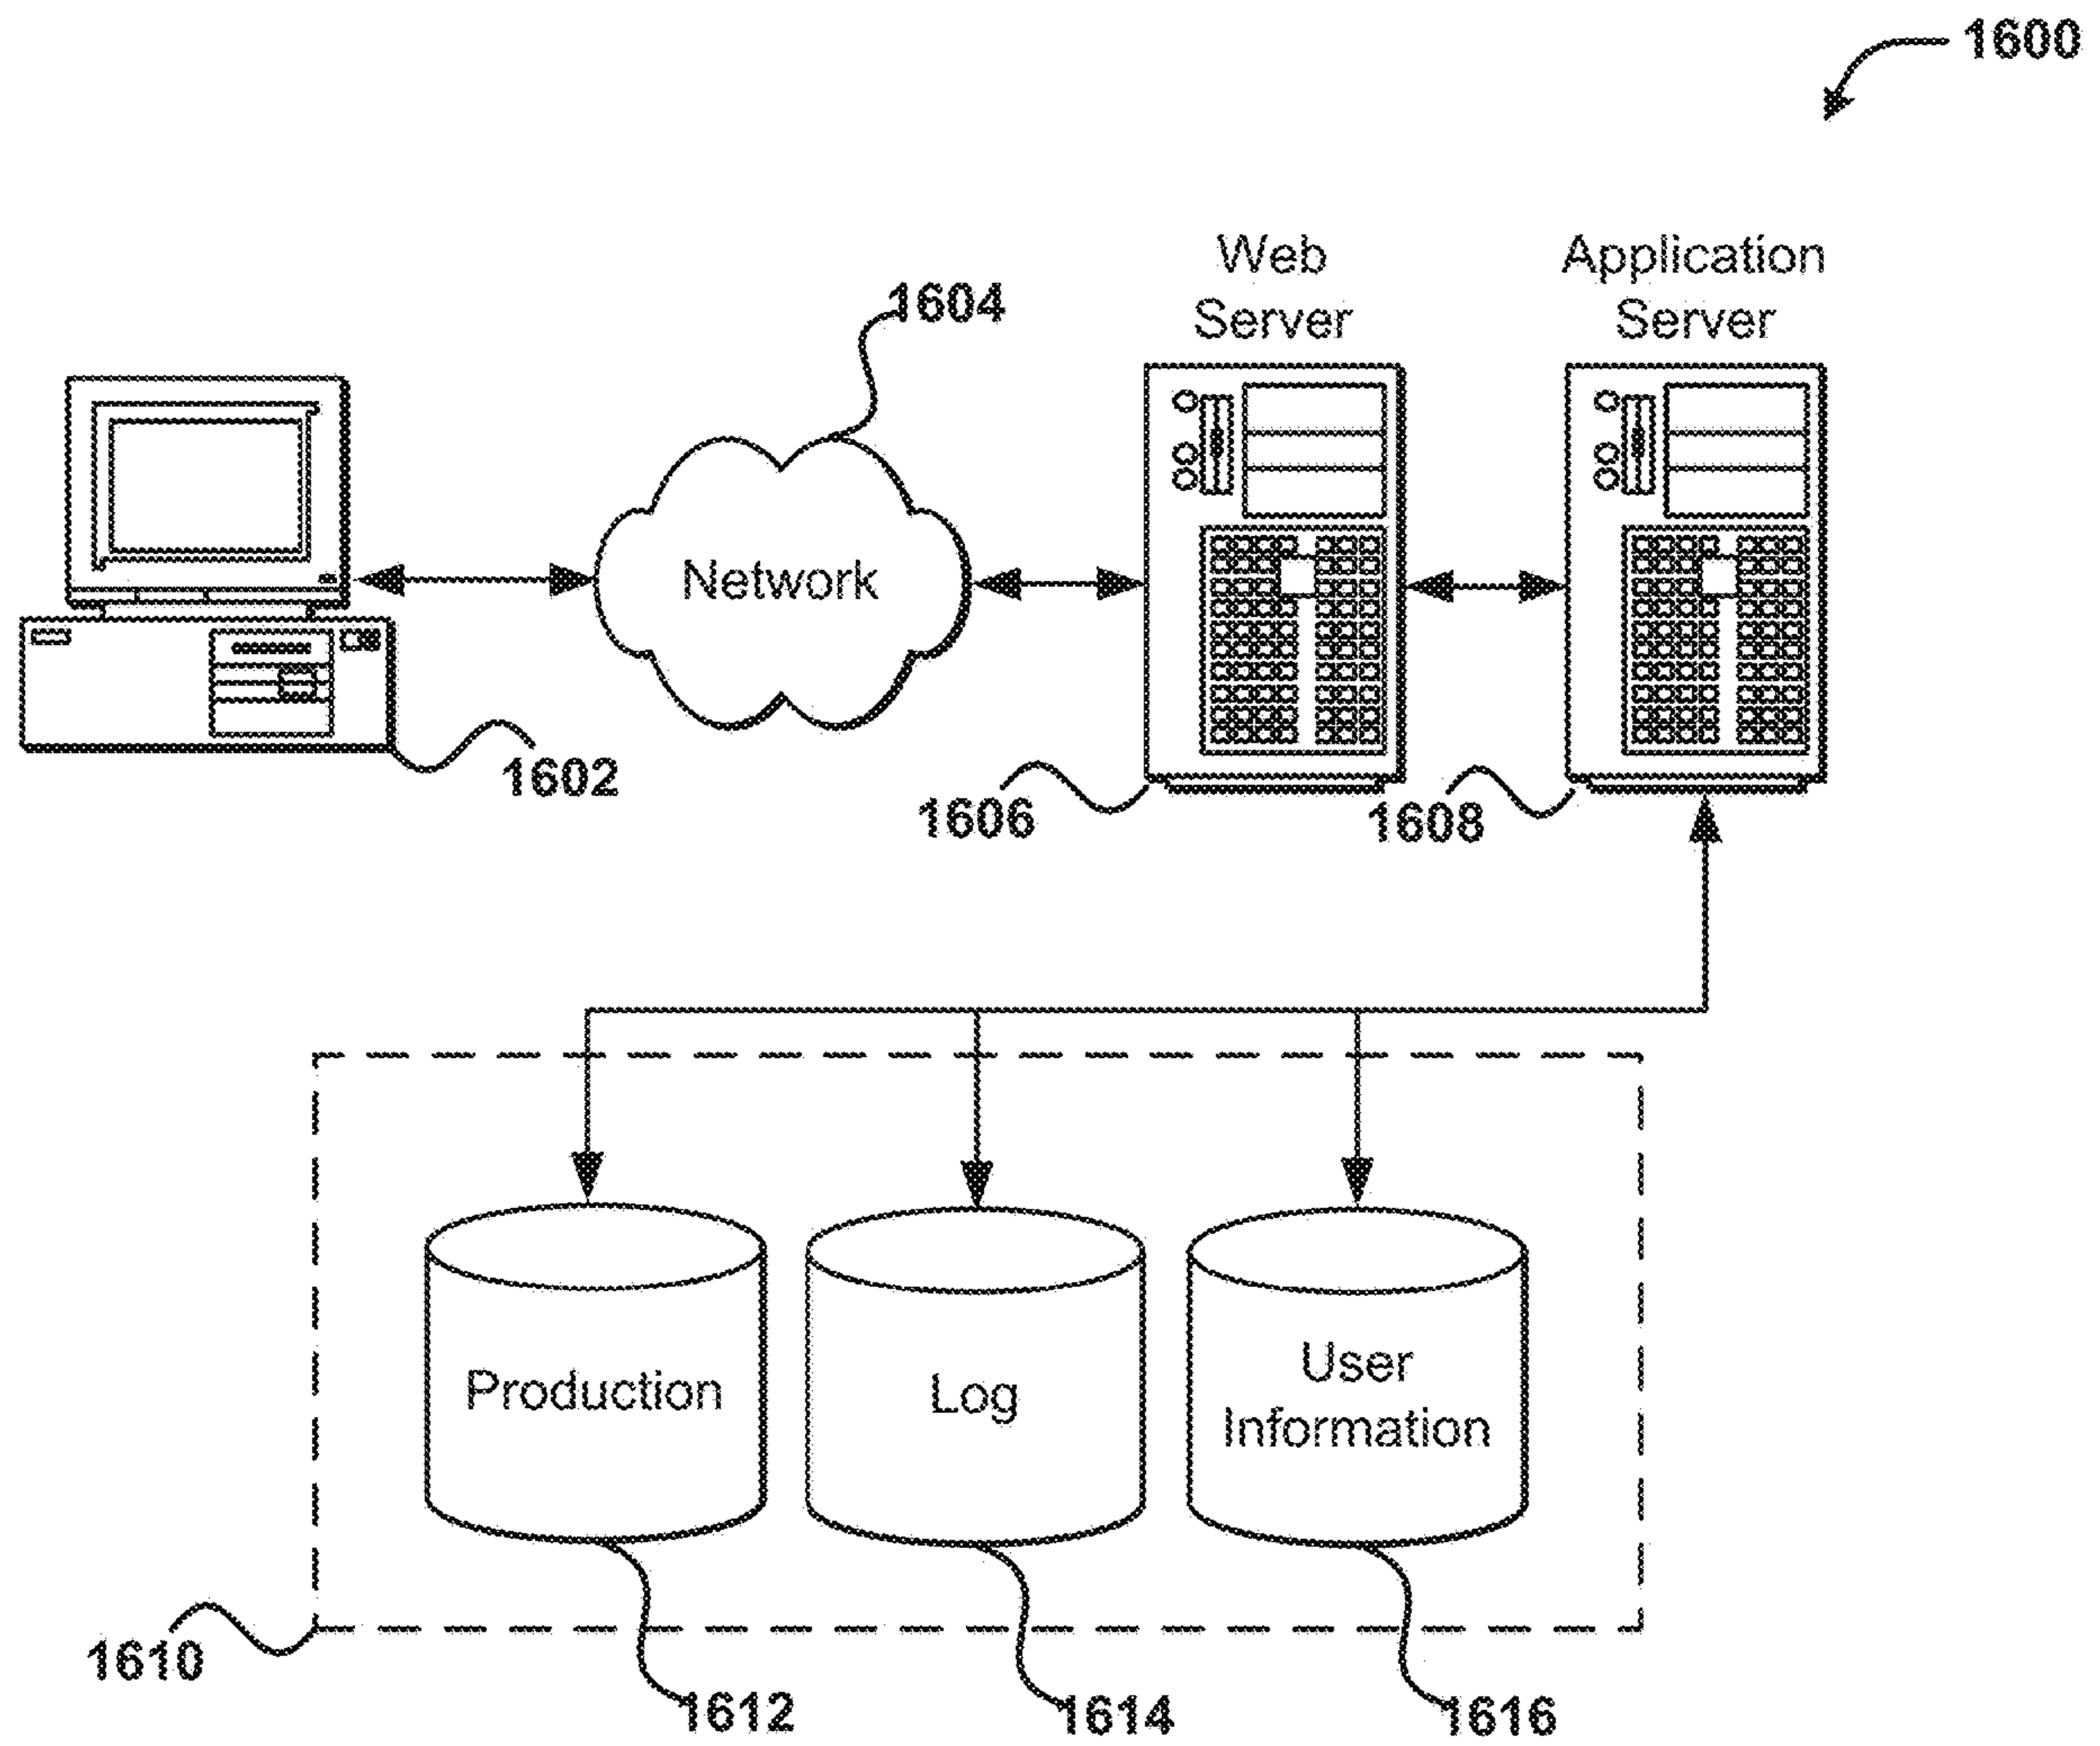 1600
Web
Server
Application
Server
1604
Network
1602
1606
1608
Production
Log
User
Information
1610
1612
1614
1616